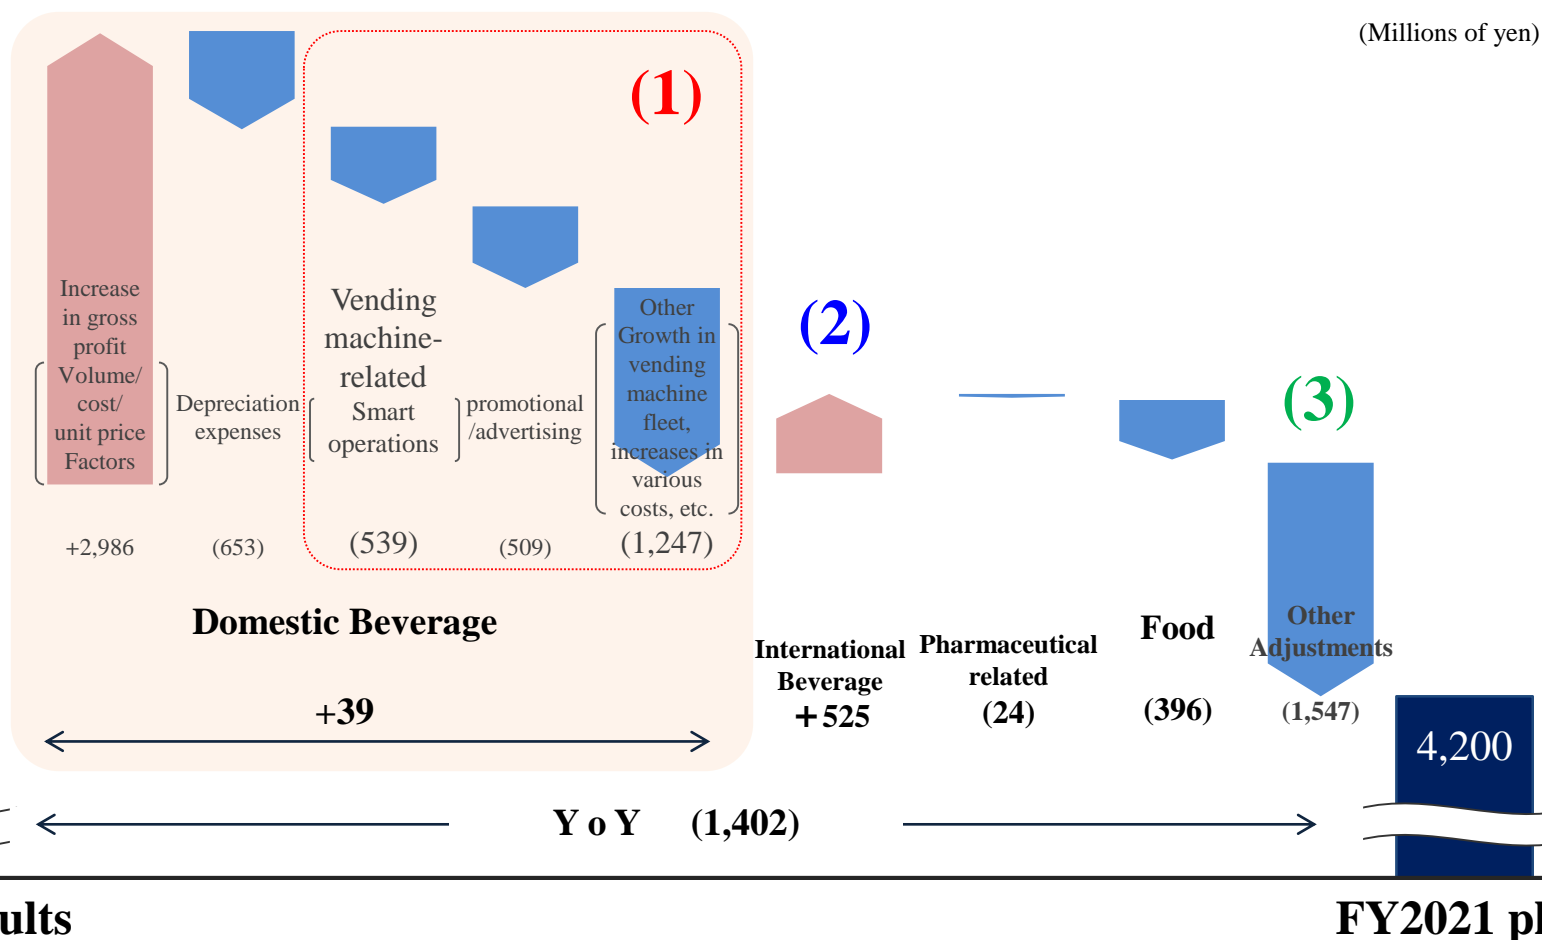 (Millions of yen)
(1)
Increase
in gross
profit
Volume/
cost/
unit price
Factors
+2,986
Depreciation
expenses
(653)
Vending
machine-
related
Smart
operations
(539)
promotional
/advertising
(509)
Other
Growth in
vending
machine
fleet,
increases in
various
costs, etc.
(1,247)
Domestic Beverage
+39
(2)
International
Beverage
+525
Pharmaceutical
related
(24)
Food
(396)
(3)
Other
Adjustments
(1,547)
4,200
Y o Y (1,402)
ults
FY2021 pl